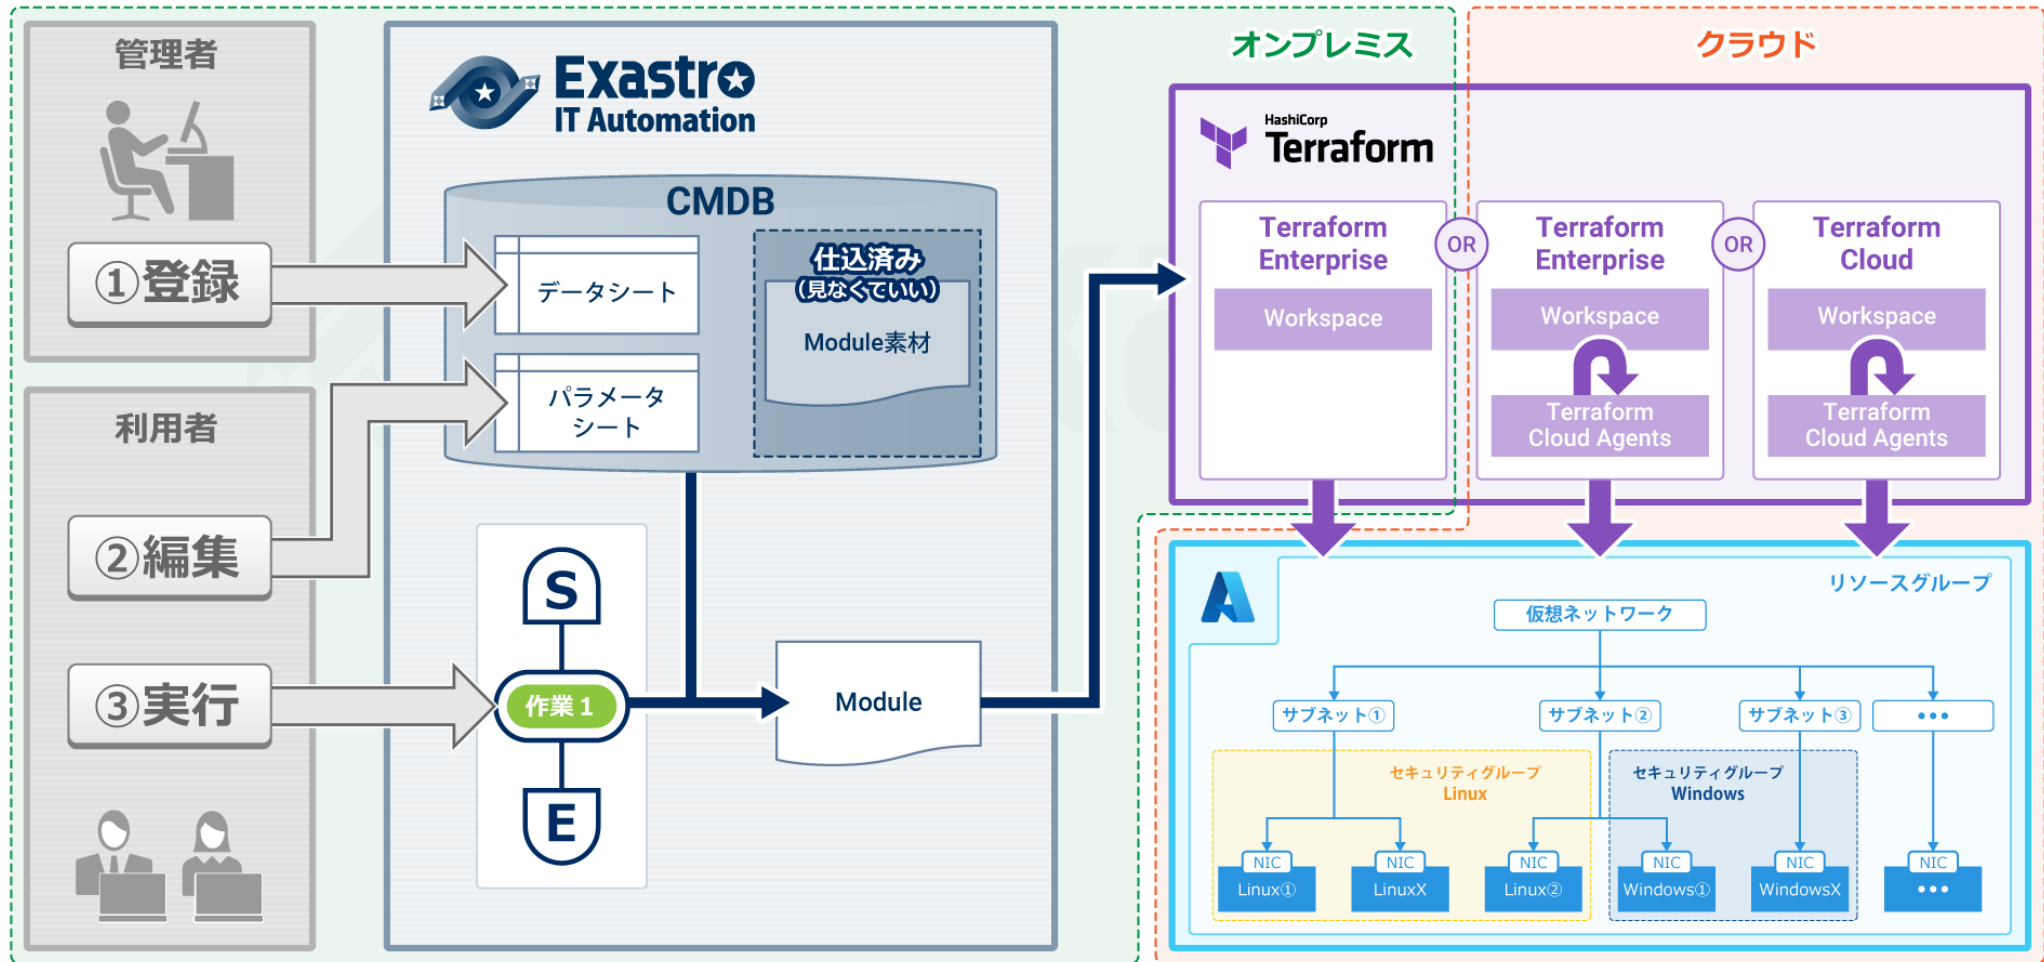 管理者
①登録
利用者
②編集
③実行
Exastro
IT Automation
CMDB
データシート
パラメータ
シート
仕込済み
(見なくていい)
Module素材
S
作業1
E
Module
オンプレミス
クラウド
HashiCorp
Terraform
Terraform
Enterprise
Workspace
OR
Terraform
Enterprise
Workspace
Terraform
Cloud Agents
OR
Terraform
Cloud
Workspace
Terraform
Cloud Agents
リソースグループ
仮想ネットワーク
サブネット①
サブネット②
サブネット③
•••
セキュリティグループ
Linux
セキュリティグループ
Windows
NIC
Linux①
NIC
LinuxX
NIC
Linux②
NIC
Windows①
NIC
WindowsX
NIC
•••